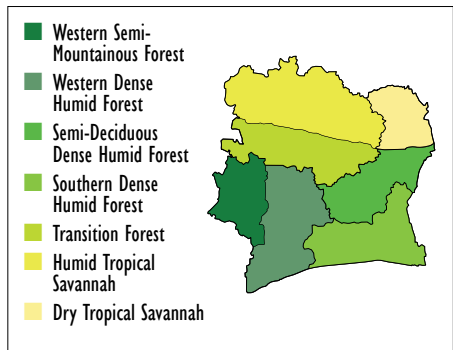 Western Semi-
Mountainous Forest
Western Dense
Humid Forest
Semi-Deciduous
Dense Humid Forest
Southern Dense
Humid Forest
Transition Forest
Humid Tropical
Savannah
Dry Tropical Savannah